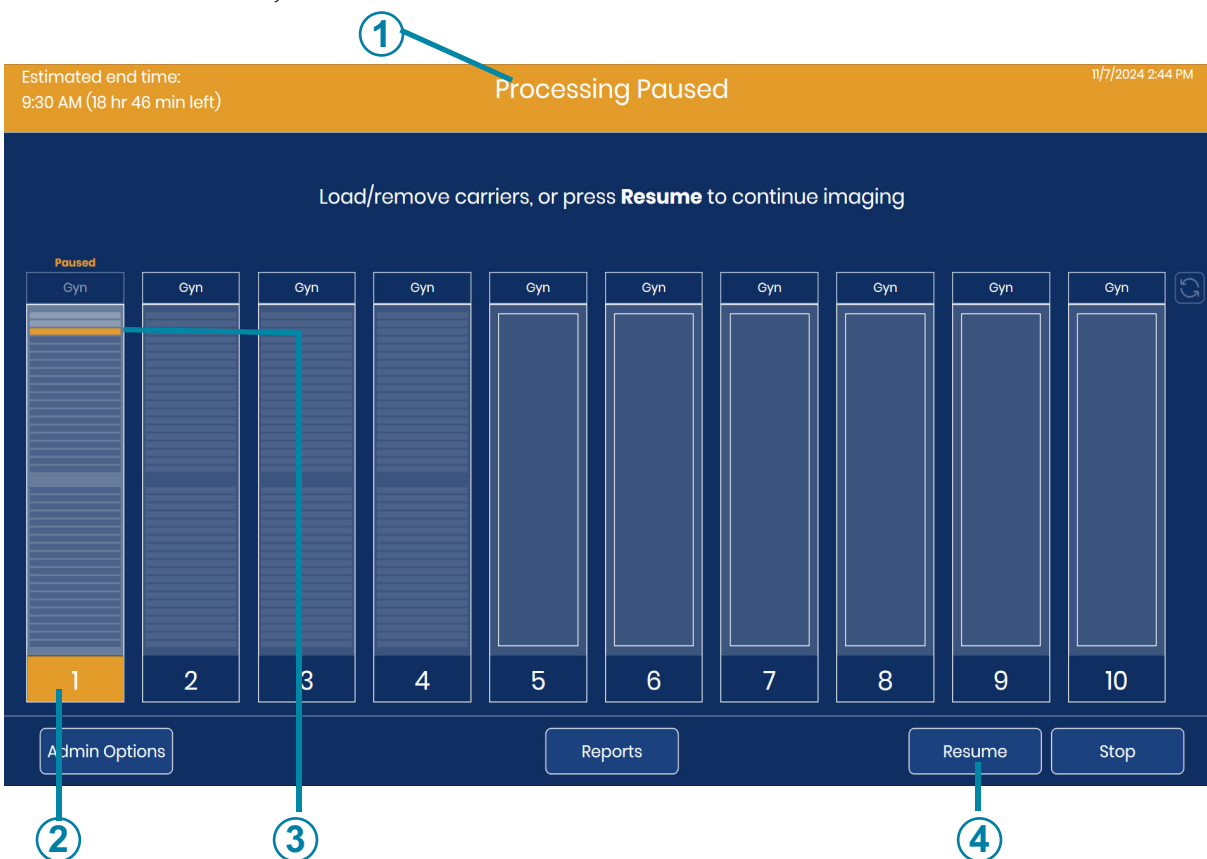 1
Estimated end time:
9:30 AM (18 hr 46 min left)
Processing Paused
11/7/2024 2:44 PM
Load/remove carriers, or press Resume to continue imaging
Paused
Gyn Gyn Gyn Gyn Gyn Gyn Gyn Gyn Gyn Gyn
1 2 3 4 5 6 7 8 9 10
Admin Options Reports Resume Stop
2 3 4